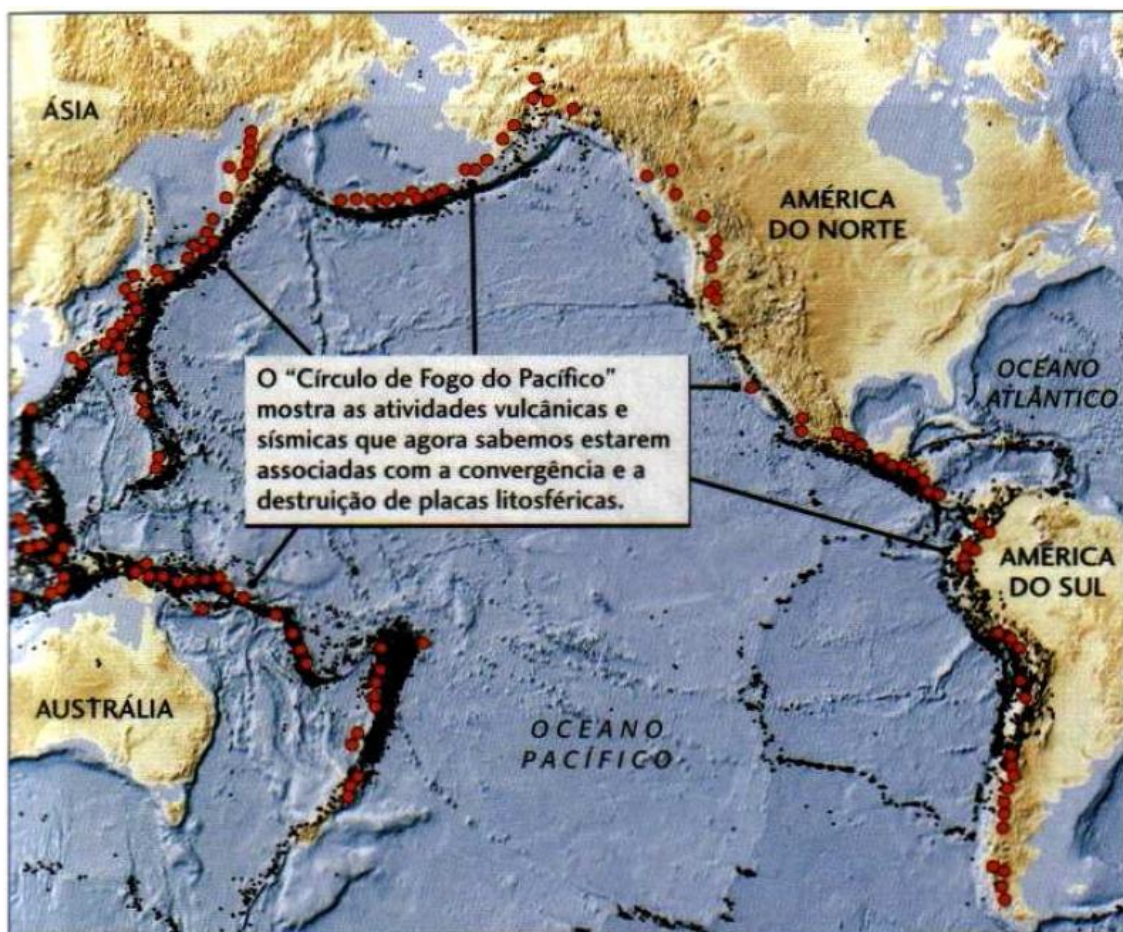 ÁSIA
AMÉRICA
DO NORTE
OCEANO
ATLÂNTICO
O “Círculo de Fogo do Pacífico”
mostra as atividades vulcânicas e
sísmicas que agora sabemos estarem
associadas com a convergência e a
destruição de placas litosféricas.
AMÉRICA
DO SUL
AUSTRÁLIA
OCEANO
PACÍFICO